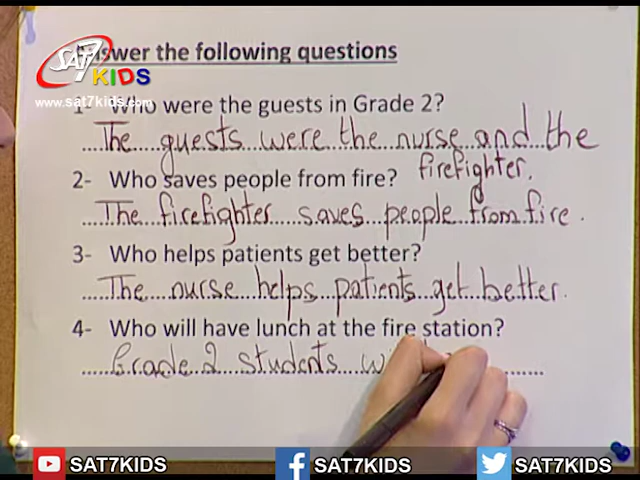 SAT7 KIDS
www.sat7kids.com
Answer the following questions
1- Who were the guests in Grade 2?
The guests were the nurse and the
firefighter.
2- Who saves people from fire?
The firefighter saves people from fire.
3- Who helps patients get better?
The nurse helps patients get better.
4- Who will have lunch at the fire station?
Grade 2 students
SAT7KIDS
SAT7KIDS
SAT7KIDS